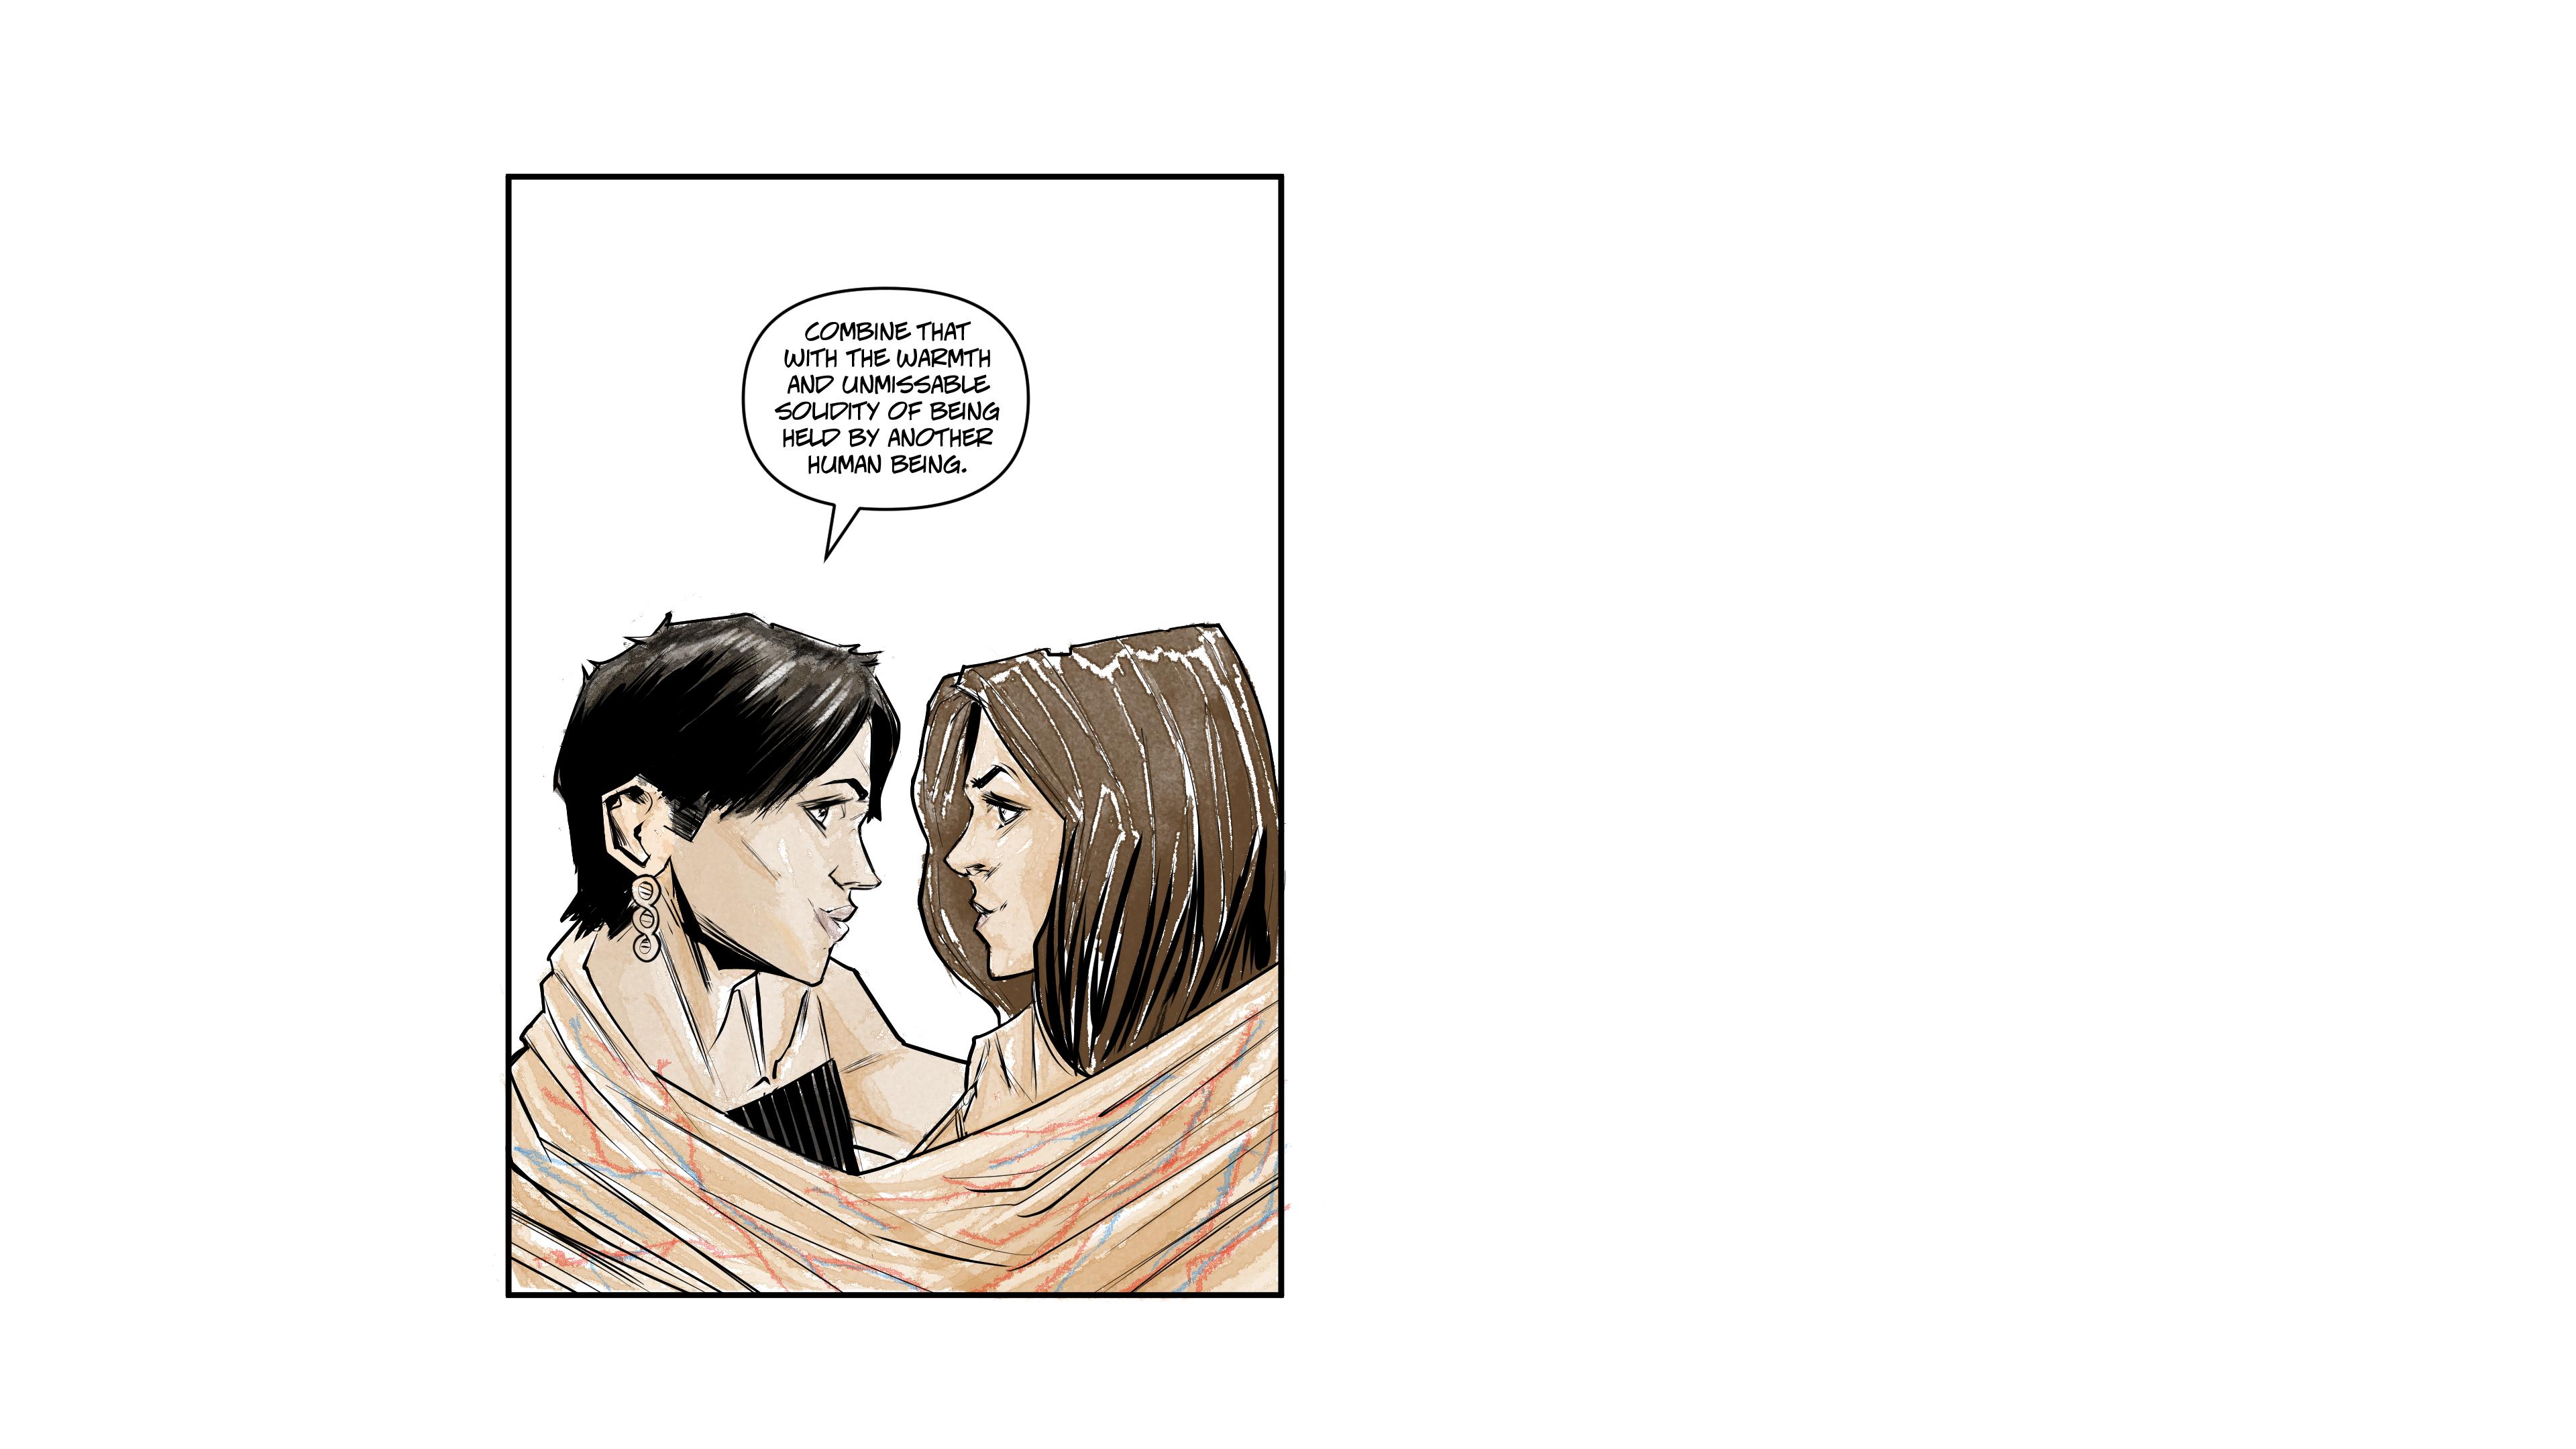 COMBINE THAT
WITH THE WARMTH
AND UNMISSABLE
SOLIDITY OF BEING
HELD BY ANOTHER
HUMAN BEING.